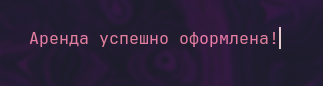 Аренда успешно оформлена!